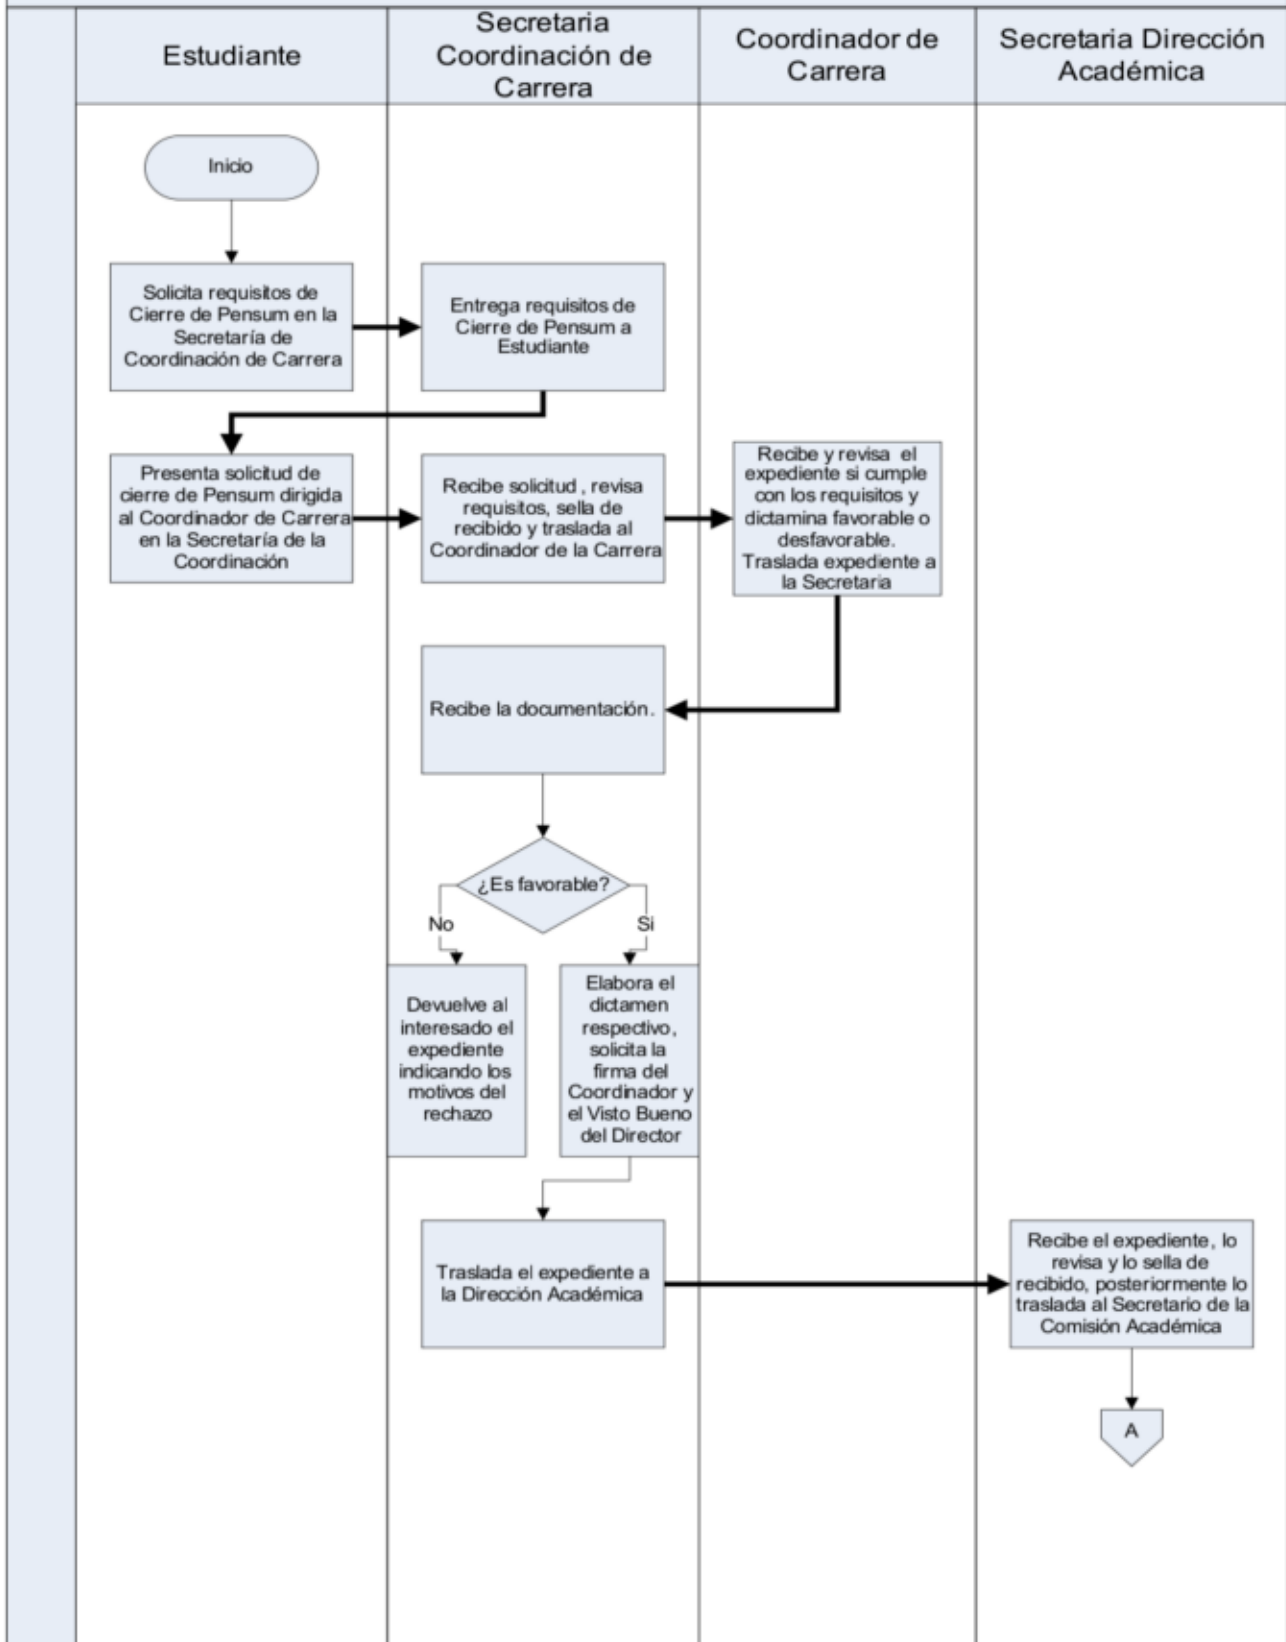 Estudiante
Secretaria
Coordinación de
Carrera
Coordinador de
Carrera
Secretaria Dirección
Académica
Inicio
Solicita requisitos de
Cierre de Pensum en la
Secretaría de
Coordinación de Carrera
Entrega requisitos de
Cierre de Pensum a
Estudiante
Presenta solicitud de
cierre de Pensum dirigida
al Coordinador de Carrera
en la Secretaría de la
Coordinación
Recibe solicitud , revisa
requisitos, sella de
recibido y traslada al
Coordinador de la Carrera
Recibe y revisa el
expediente si cumple
con los requisitos y
dictamina favorable o
desfavorable.
Traslada expediente a
la Secretaria
Recibe la documentación.
¿Es favorable?
No
Si
Devuelve al
interesado el
expediente
indicando los
motivos del
rechazo
Elabora el
dictamen
respectivo,
solicita la
firma del
Coordinador y
el Visto Bueno
del Director
Traslada el expediente a
la Dirección Académica
Recibe el expediente, lo
revisa y lo sella de
recibido, posteriormente lo
traslada al Secretario de la
Comisión Académica
A